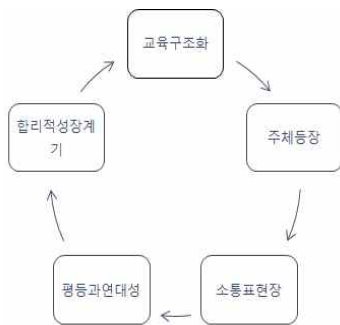 교육구조화
주체등장
소통표현장
평등과연대성
합리적성장계
기